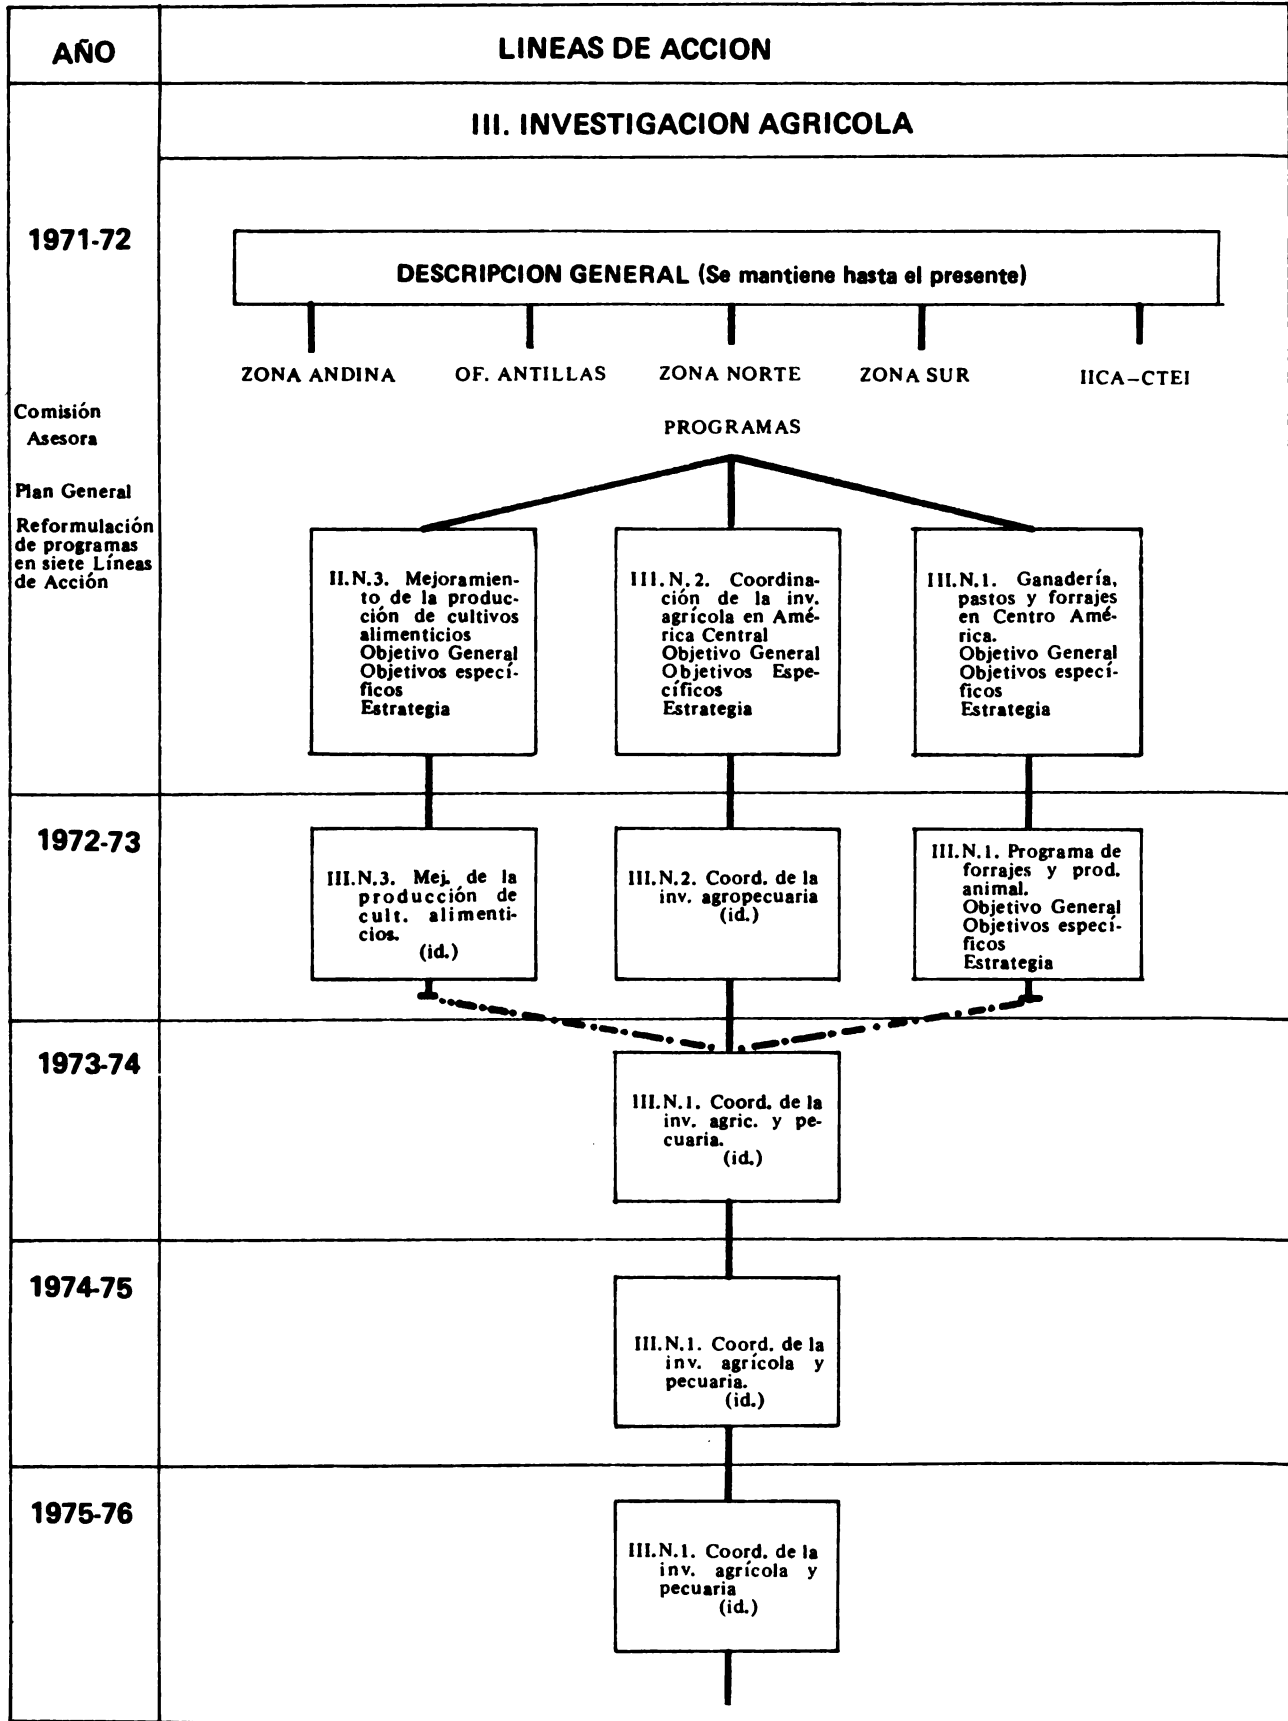 AÑO
LINEAS DE ACCION
III. INVESTIGACION AGRICOLA
1971-72
DESCRIPCION GENERAL (Se mantiene hasta el presente)
ZONA ANDINA
OF. ANTILLAS
ZONA NORTE
ZONA SUR
IICA-CTEI
Comisión
Asesora
Plan General
Reformulación
de programas
en siete Líneas
de Acción
PROGRAMAS
II.N.3. Mejoramien-
to de la produc-
ción de cultivos
alimenticios
Objetivo General
Objetivos especí-
ficos
Estrategia
III.N.2. Coordina-
ción de la inv.
agrícola en Amé-
rica Central
Objetivo General
Objetivos Espe-
cíficos
Estrategia
III.N.1. Ganadería,
pastos y forrajes
en Centro Amé-
rica.
Objetivo General
Objetivos especí-
ficos
Estrategia
1972-73
III.N.3. Mej. de la
producción de
cult. alimenti-
cios.
(id.)
III.N.2. Coord. de la
inv. agropecuaria
(id.)
III.N.1. Programa de
forrajes y prod.
animal.
Objetivo General
Objetivos especí-
ficos
Estrategia
1973-74
III.N.1. Coord. de la
inv. agric. y pe-
cuaria.
(id.)
1974-75
III.N.1. Coord. de la
inv. agrícola y
pecuaria.
(id.)
1975-76
III.N.1. Coord. de la
inv. agrícola y
pecuaria
(id.)